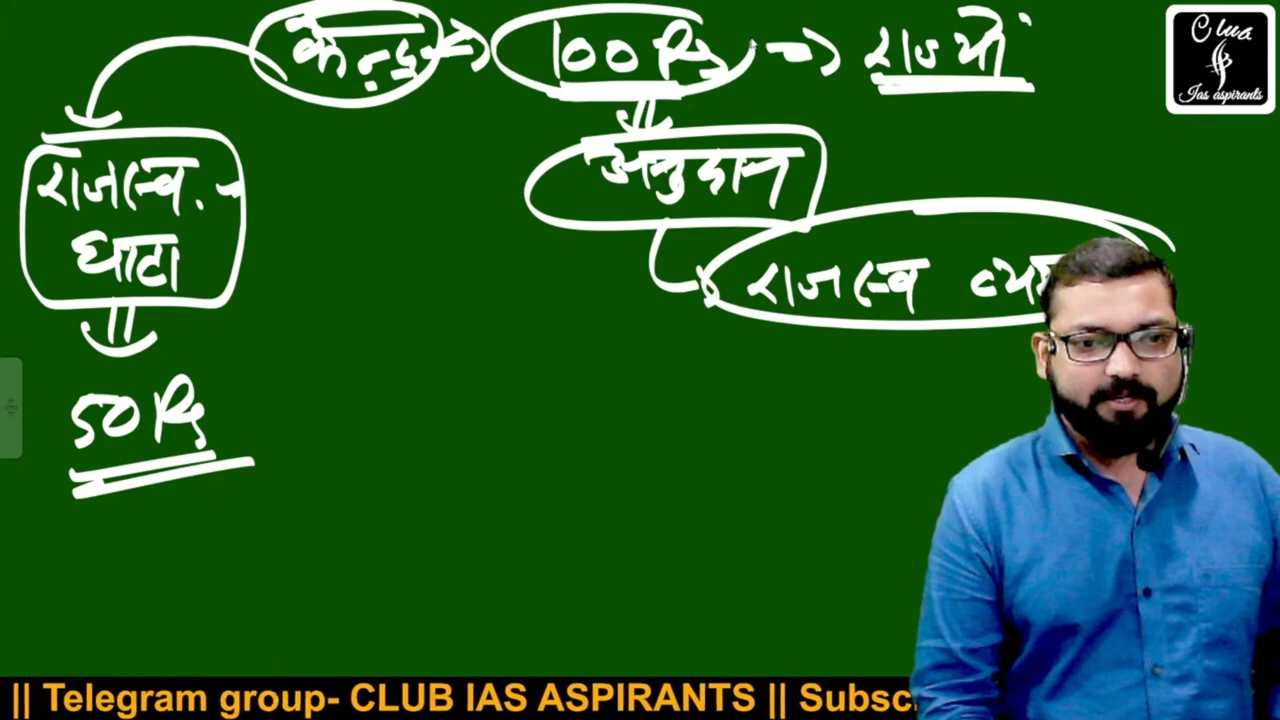 केन्द्र => 100 Rs => राज्यों
Club
Ias aspirants
राजस्व
घाटा
अनुदान
राजस्व व्यय
50 Rs
|| Telegram group- CLUB IAS ASPIRANTS || Subsc